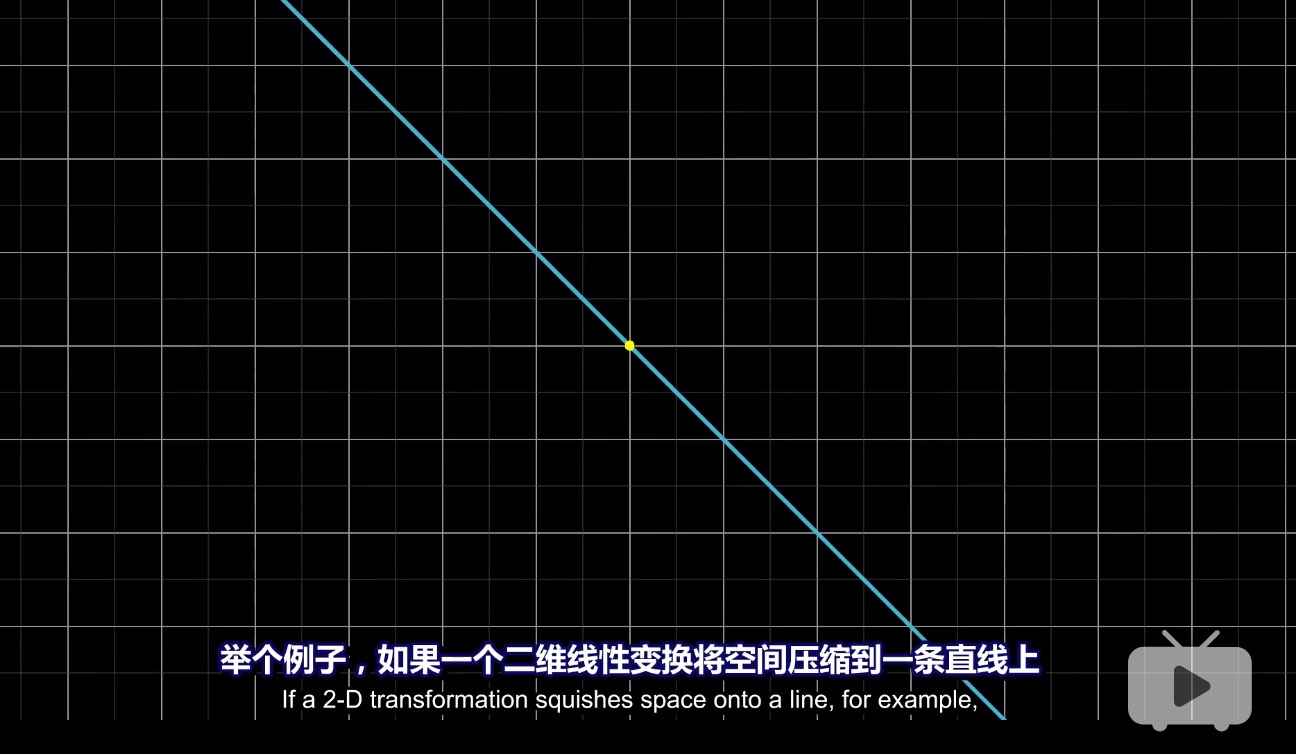 举个例子，如果一个二维线性变换将空间压缩到一条直线上
If a 2-D transformation squishes space onto a line, for example,